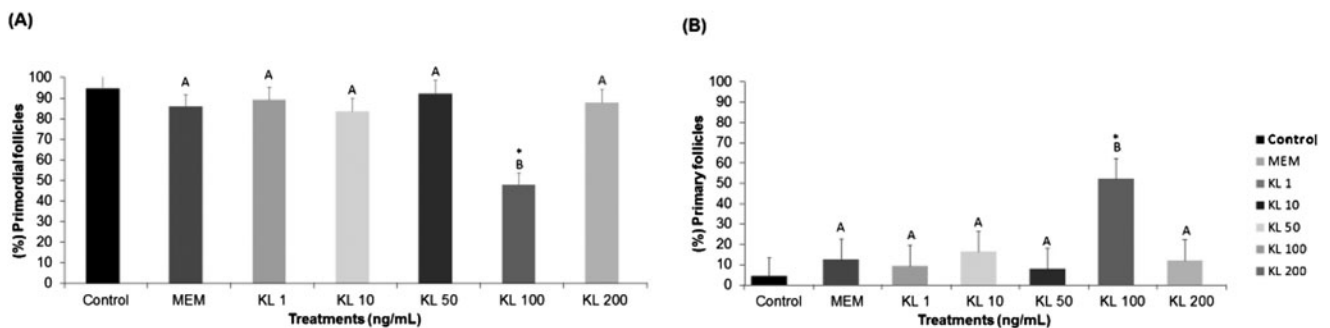 (A)
(%) Primordial follicles
100
90
80
70
60
50
40
30
20
10
0
A
A
A
A
*
B
A
Control MEM KL 1 KL 10 KL 50 KL 100 KL 200
Treatments (ng/mL)
(B)
(%) Primary follicles
100
90
80
70
60
50
40
30
20
10
0
A
A
A
A
*
B
A
Control MEM KL 1 KL 10 KL 50 KL 100 KL 200
Treatments (ng/mL)
Control
MEM
KL 1
KL 10
KL 50
KL 100
KL 200